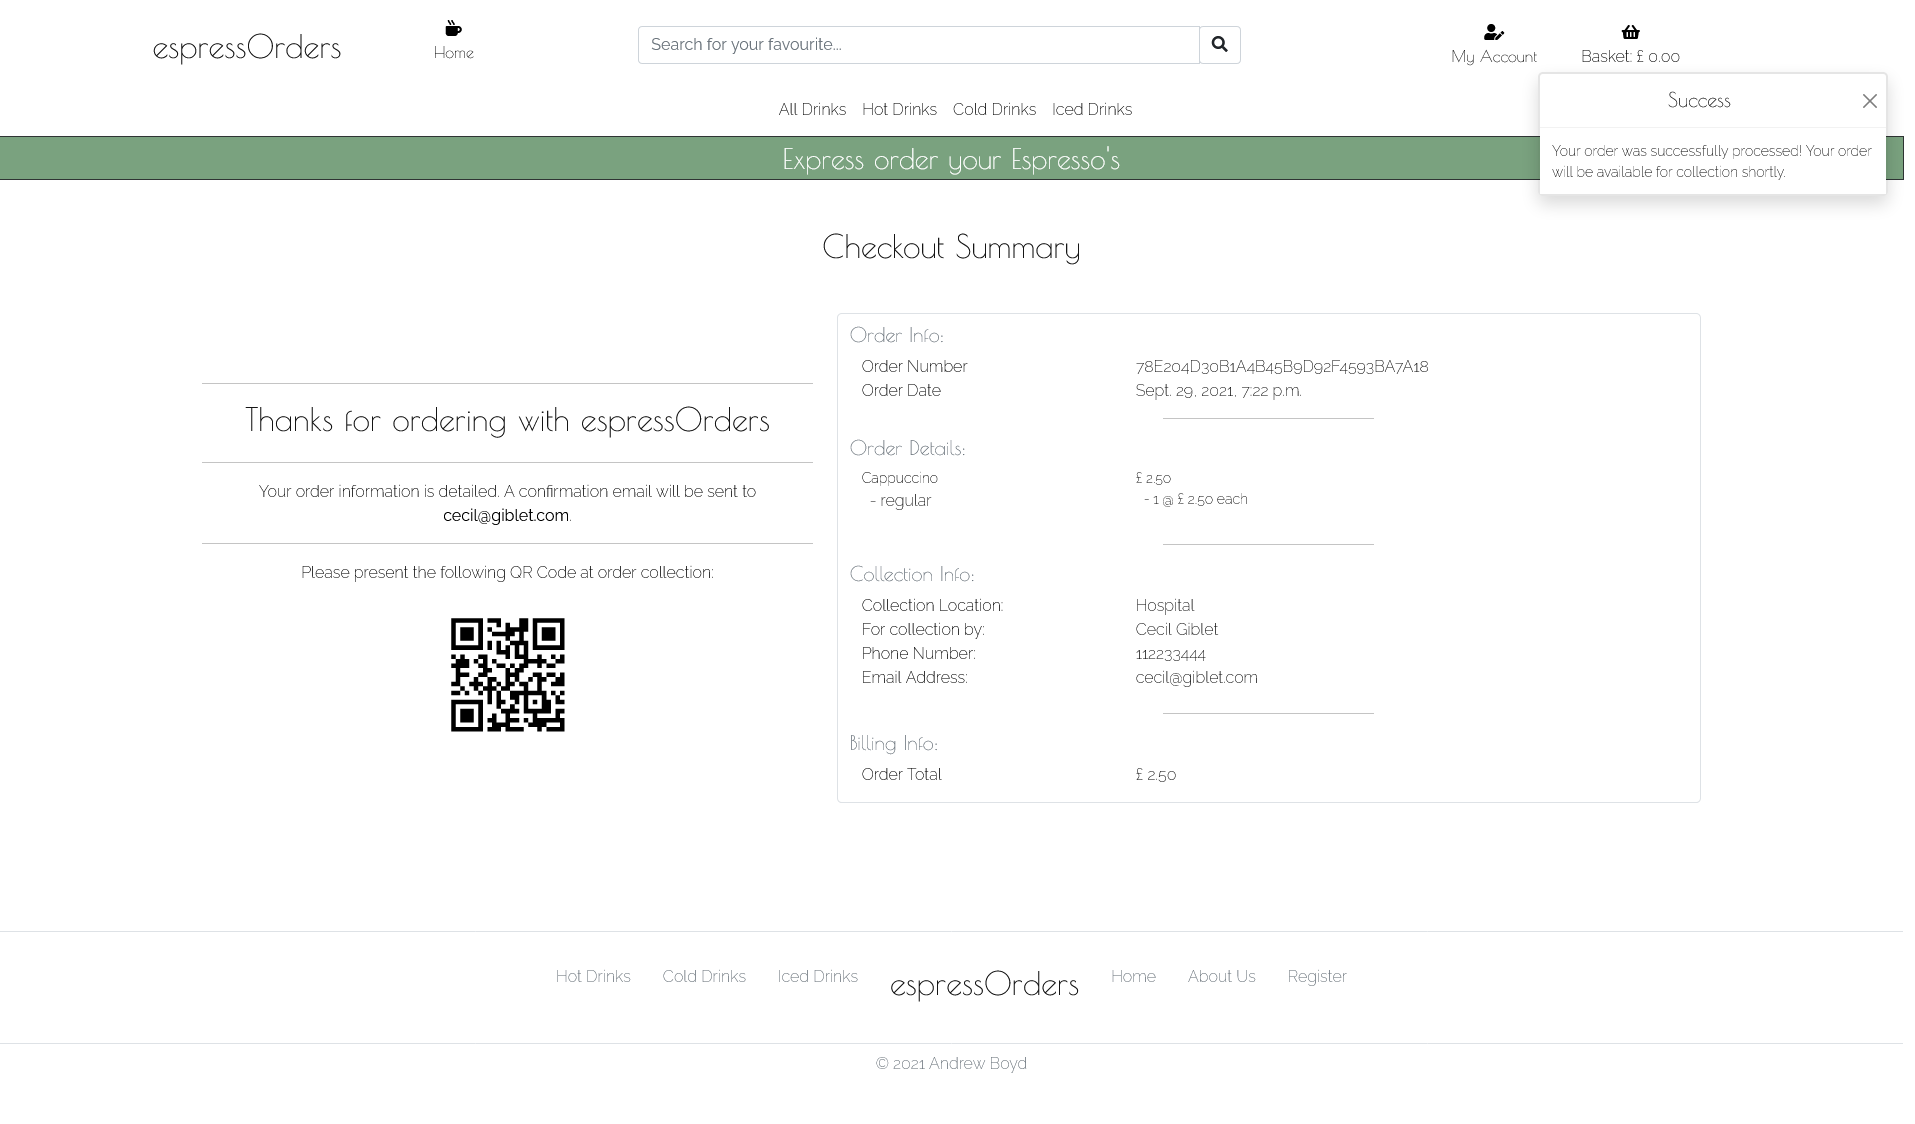 espressOrders
Home
Search for your favourite...
My Account
Basket: £ 0.00
All Drinks Hot Drinks Cold Drinks Iced Drinks
Success
Your order was successfully processed! Your order
will be available for collection shortly.
Express order your Espresso's
Checkout Summary
Thanks for ordering with espressOrders
Your order information is detailed. A confirmation email will be sent to
cecil@giblet.com.
Please present the following QR Code at order collection:
Order Info:
Order Number 78E204D30B1A4B45B9D92F4593BA7A18
Order Date Sept. 29, 2021, 7:22 p.m.
Order Details:
Cappuccino £ 2.50
- regular - 1 @ £ 2.50 each
Collection Info:
Collection Location: Hospital
For collection by: Cecil Giblet
Phone Number: 112233444
Email Address: cecil@giblet.com
Billing Info:
Order Total £ 2.50
Hot Drinks Cold Drinks Iced Drinks espressOrders Home About Us Register
© 2021 Andrew Boyd